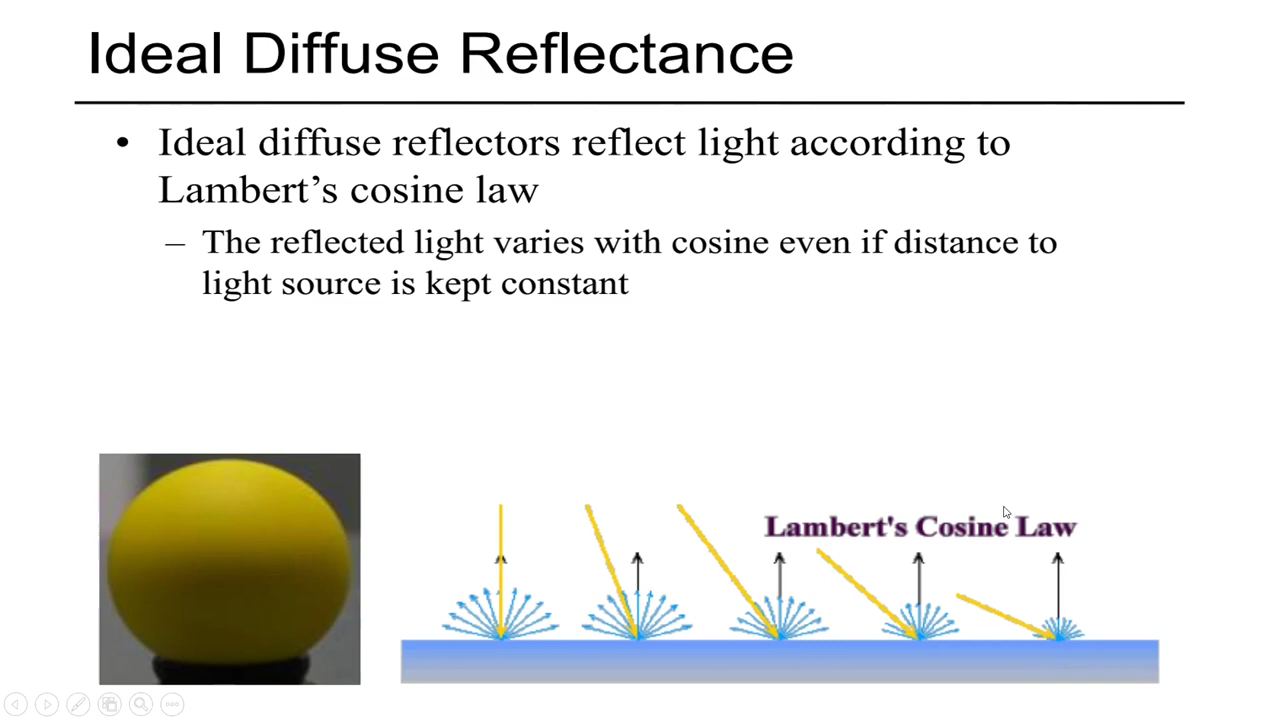 Ideal Diffuse Reflectance
• Ideal diffuse reflectors reflect light according to
Lambert’s cosine law
– The reflected light varies with cosine even if distance to
light source is kept constant
Lambert's Cosine Law